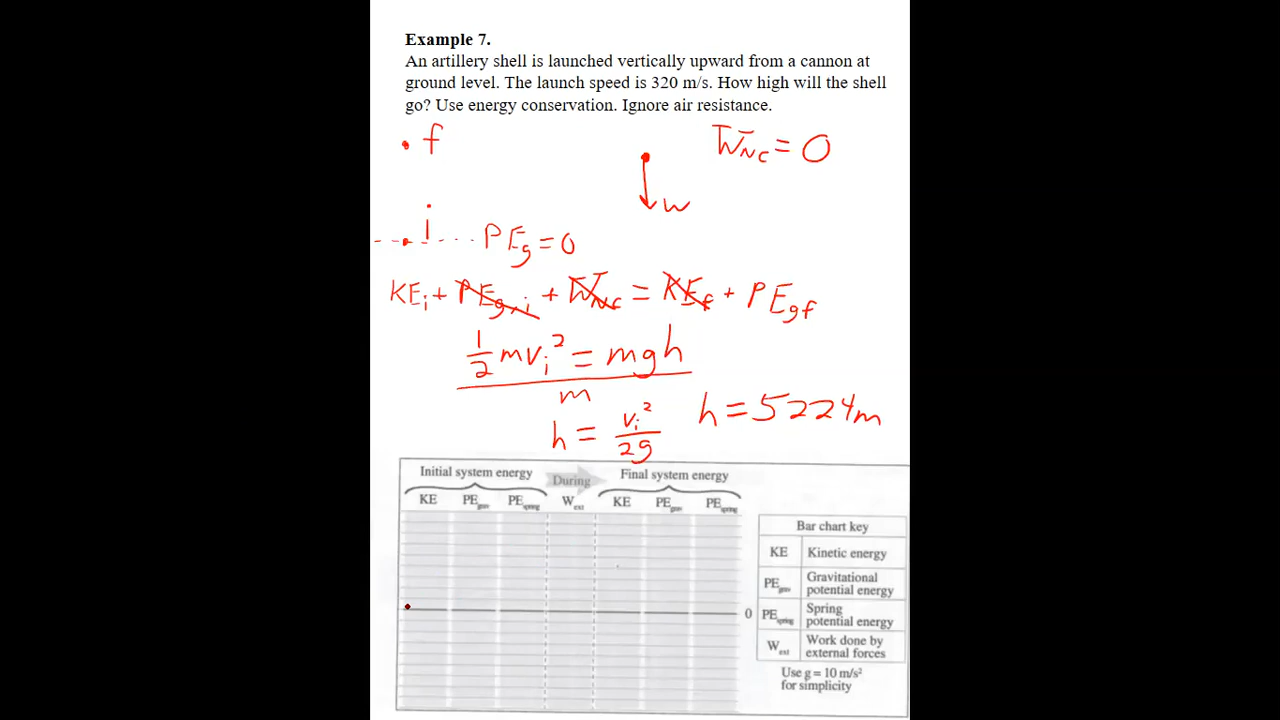 Example 7.
An artillery shell is launched vertically upward from a cannon at
ground level. The launch speed is 320 m/s. How high will the shell
go? Use energy conservation. Ignore air resistance.
f
W_NC = 0
w
i
PE_g = 0
KE_i + PE_g,i + W_NC = KE_f + PE_gf
1/2 mv_i^2 = mgh
m
h = v_i^2/2g
h = 5224m
Initial system energy During Final system energy
KE PE_grav PE_spring W_ext KE PE_grav PE_spring
0
Bar chart key
KE Kinetic energy
PE_grav Gravitational
potential energy
PE_spring Spring
potential energy
W_ext Work done by
external forces
Use g = 10 m/s²
for simplicity